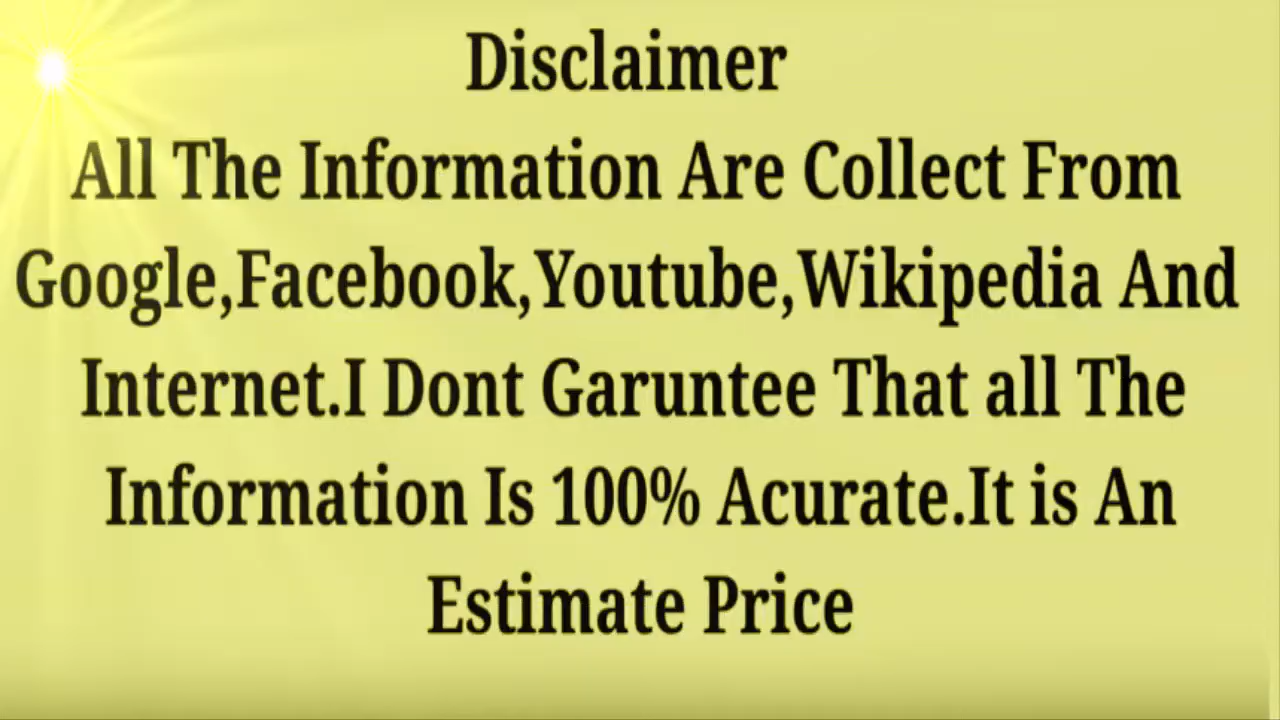 Disclaimer
All The Information Are Collect From
Google,Facebook,Youtube,Wikipedia And
Internet.I Dont Garuntee That all The
Information Is 100% Acurate.It is An
Estimate Price